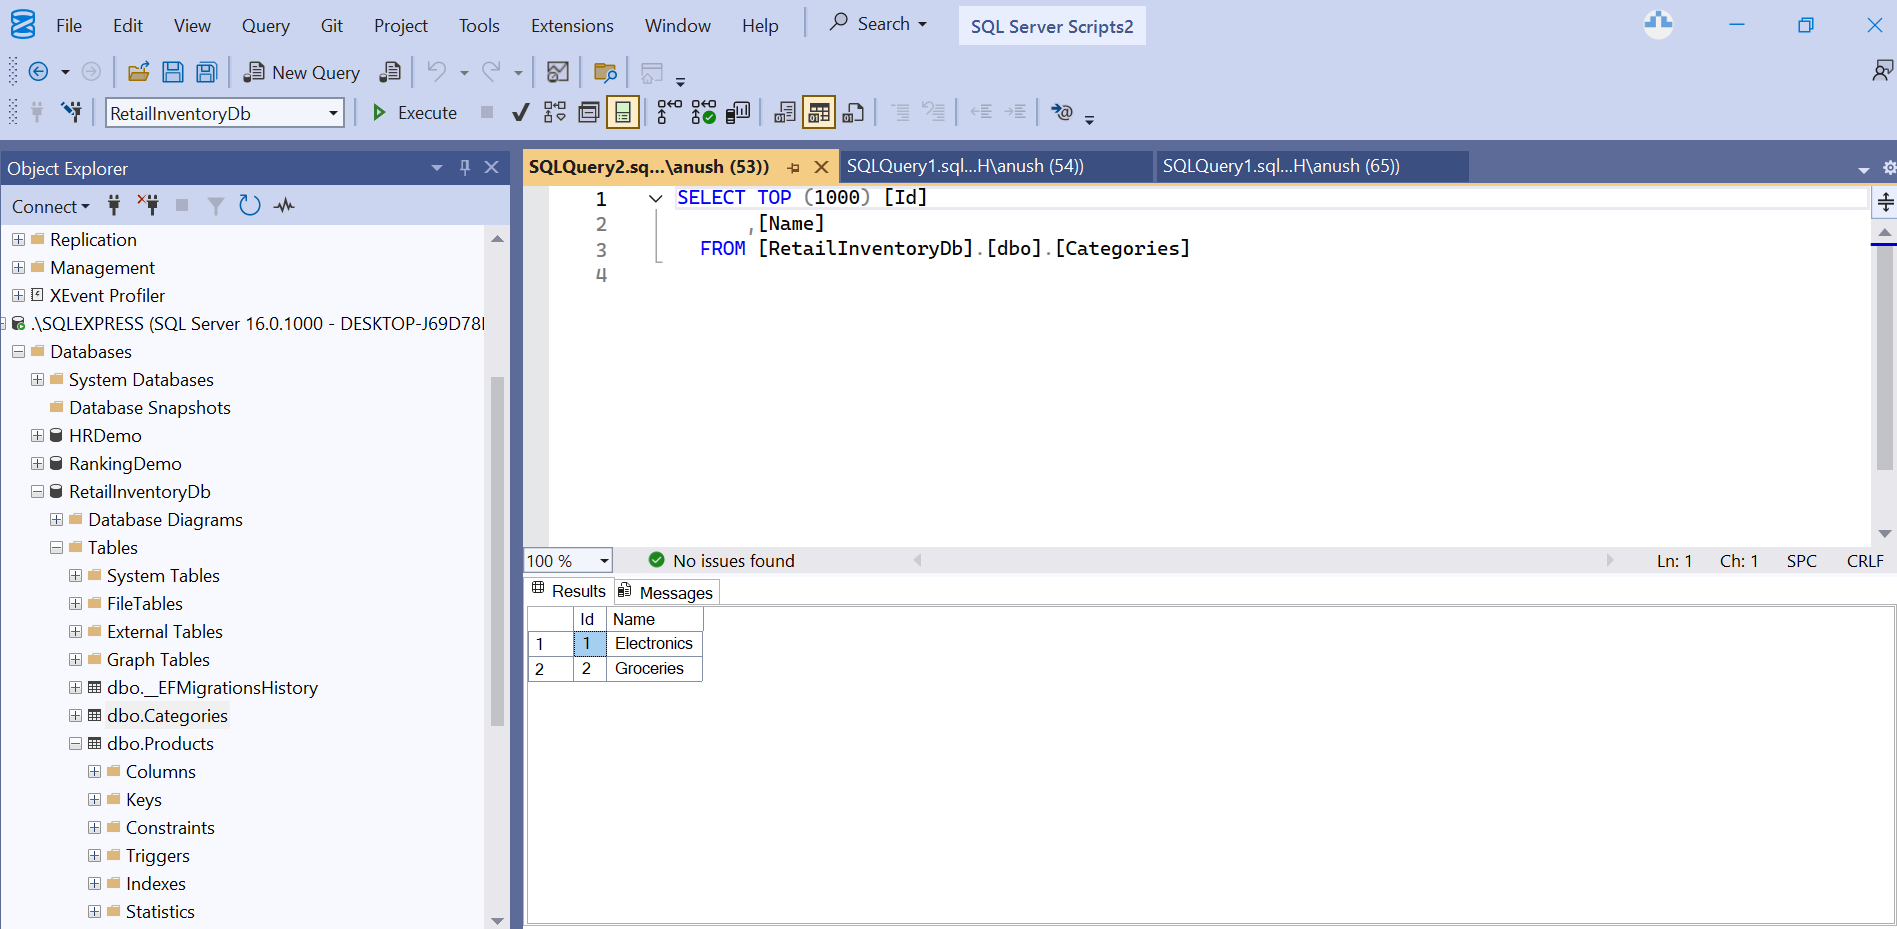 File Edit View Query Git Project Tools Extensions Window Help Search SQL Server Scripts2
New Query
RetailInventoryDb Execute
Object Explorer
Connect
Replication
Management
XEvent Profiler
.\SQLEXPRESS (SQL Server 16.0.1000 - DESKTOP-J69D78
Databases
System Databases
Database Snapshots
HRDemo
RankingDemo
RetailInventoryDb
Database Diagrams
Tables
System Tables
FileTables
External Tables
Graph Tables
dbo.__EFMigrationsHistory
dbo.Categories
dbo.Products
Columns
Keys
Constraints
Triggers
Indexes
Statistics
SQLQuery2.sq...\anush (53)) SQLQuery1.sql...H\anush (54)) SQLQuery1.sql...H\anush (65))
1 SELECT TOP (1000) [Id]
2 ,[Name]
3 FROM [RetailInventoryDb].[dbo].[Categories]
4
100 % No issues found Ln: 1 Ch: 1 SPC CRLF
Results Messages
Id Name
1 1 Electronics
2 2 Groceries